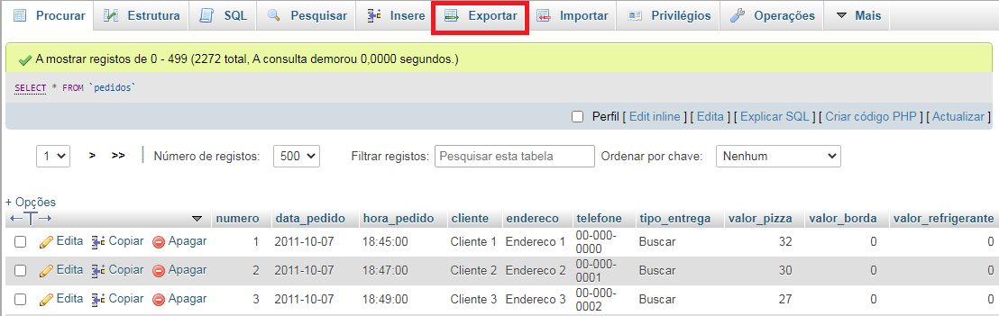 Procurar Estrutura SQL Pesquisar Insere Exportar Importar Privilégios Operações Mais
A mostrar registos de 0 - 499 (2272 total, A consulta demorou 0,0000 segundos.)
SELECT * FROM `pedidos`
Perfil [ Edit inline ] [ Edita ] [ Explicar SQL ] [ Criar código PHP ] [ Actualizar ]
1 > >> Número de registos: 500 Filtrar registos: Pesquisar esta tabela Ordenar por chave: Nenhum
+ Opções
←T→ numero data_pedido hora_pedido cliente endereco telefone tipo_entrega valor_pizza valor_borda valor_refrigerante
Edita Copiar Apagar 1 2011-10-07 18:45:00 Cliente 1 Endereco 1 00-000-0000 Buscar 32 0 0
Edita Copiar Apagar 2 2011-10-07 18:47:00 Cliente 2 Endereco 2 00-000-0001 Buscar 30 0 0
Edita Copiar Apagar 3 2011-10-07 18:49:00 Cliente 3 Endereco 3 00-000-0002 Buscar 27 0 0